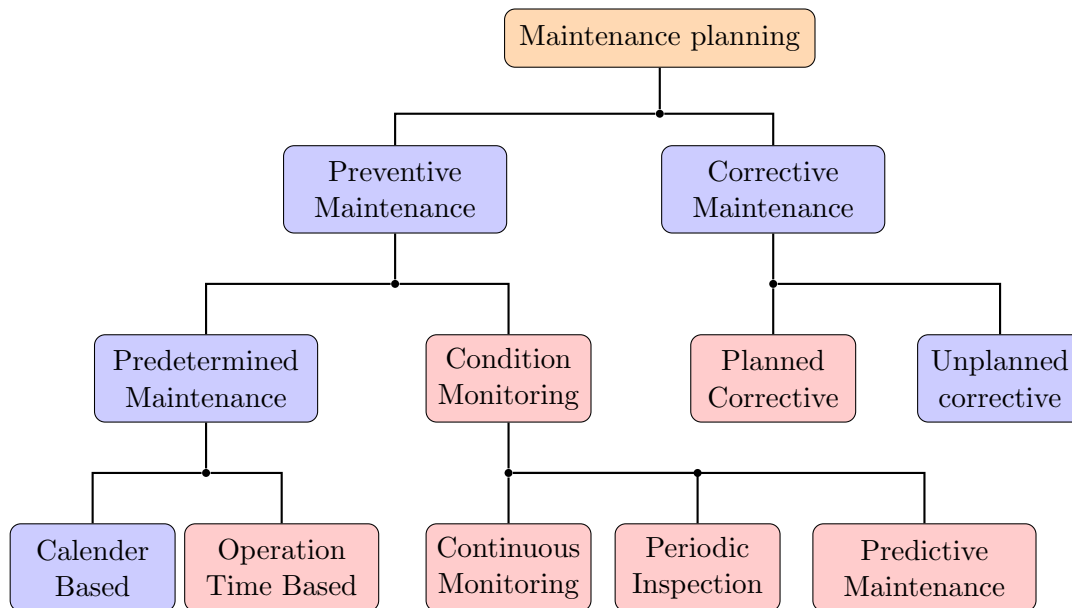 Maintenance planning
Preventive
Maintenance
Corrective
Maintenance
Predetermined
Maintenance
Condition
Monitoring
Planned
Corrective
Unplanned
corrective
Calender
Based
Operation
Time Based
Continuous
Monitoring
Periodic
Inspection
Predictive
Maintenance